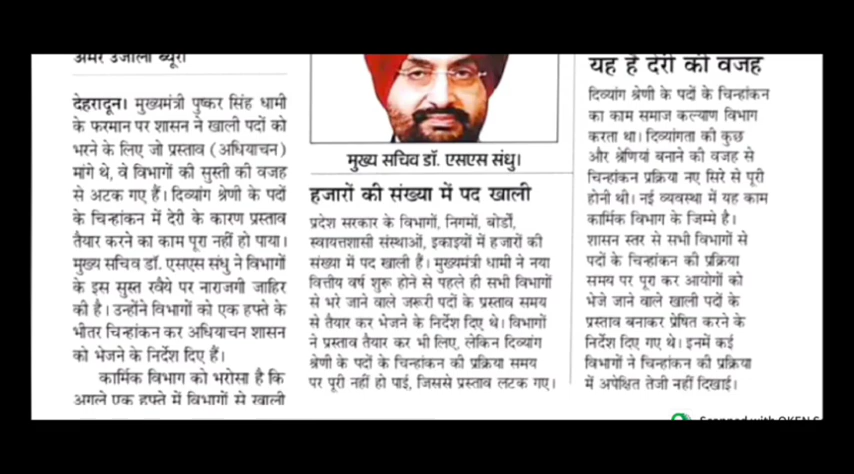 अमर उजाला ब्यूरो
देहरादून। मुख्यमंत्री पुष्कर सिंह धामी
के फरमान पर शासन ने खाली पदों को
भरने के लिए जो प्रस्ताव (अधियाचन)
मांगे थे, वे विभागों की सुस्ती की वजह
से अटक गए हैं। दिव्यांग श्रेणी के पदों
के चिन्हांकन में देरी के कारण प्रस्ताव
तैयार करने का काम पूरा नहीं हो पाया।
मुख्य सचिव डॉ. एसएस संधु ने विभागों
के इस सुस्त रवैये पर नाराजगी जाहिर
की है। उन्होंने विभागों को एक हफ्ते के
भीतर चिन्हांकन कर अधियाचन शासन
को भेजने के निर्देश दिए हैं।
कार्मिक विभाग को भरोसा है कि
अगले एक हफ्ते में विभागों से खाली
मुख्य सचिव डॉ. एसएस संधु।
हजारों की संख्या में पद खाली
प्रदेश सरकार के विभागों, निगमों, बोर्डों,
स्वायत्तशासी संस्थाओं, इकाइयों में हजारों की
संख्या में पद खाली हैं। मुख्यमंत्री धामी ने नया
वित्तीय वर्ष शुरू होने से पहले ही सभी विभागों
से भरे जाने वाले जरूरी पदों के प्रस्ताव समय
से तैयार कर भेजने के निर्देश दिए थे। विभागों
ने प्रस्ताव तैयार कर भी लिए, लेकिन दिव्यांग
श्रेणी के पदों के चिन्हांकन की प्रक्रिया समय
पर पूरी नहीं हो पाई, जिससे प्रस्ताव लटक गए।
यह है देरी की वजह
दिव्यांग श्रेणी के पदों के चिन्हांकन
का काम समाज कल्याण विभाग
करता था। दिव्यांगता की कुछ
और श्रेणियां बनाने की वजह से
चिन्हांकन प्रक्रिया नए सिरे से पूरी
होनी थी। नई व्यवस्था में यह काम
कार्मिक विभाग के जिम्मे है।
शासन स्तर से सभी विभागों से
पदों के चिन्हांकन की प्रक्रिया
समय पर पूरा कर आयोगों को
भेजे जाने वाले खाली पदों के
प्रस्ताव बनाकर प्रेषित करने के
निर्देश दिए गए थे। इनमें कई
विभागों ने चिन्हांकन की प्रक्रिया
में अपेक्षित तेजी नहीं दिखाई।
Scanned with OKEN S